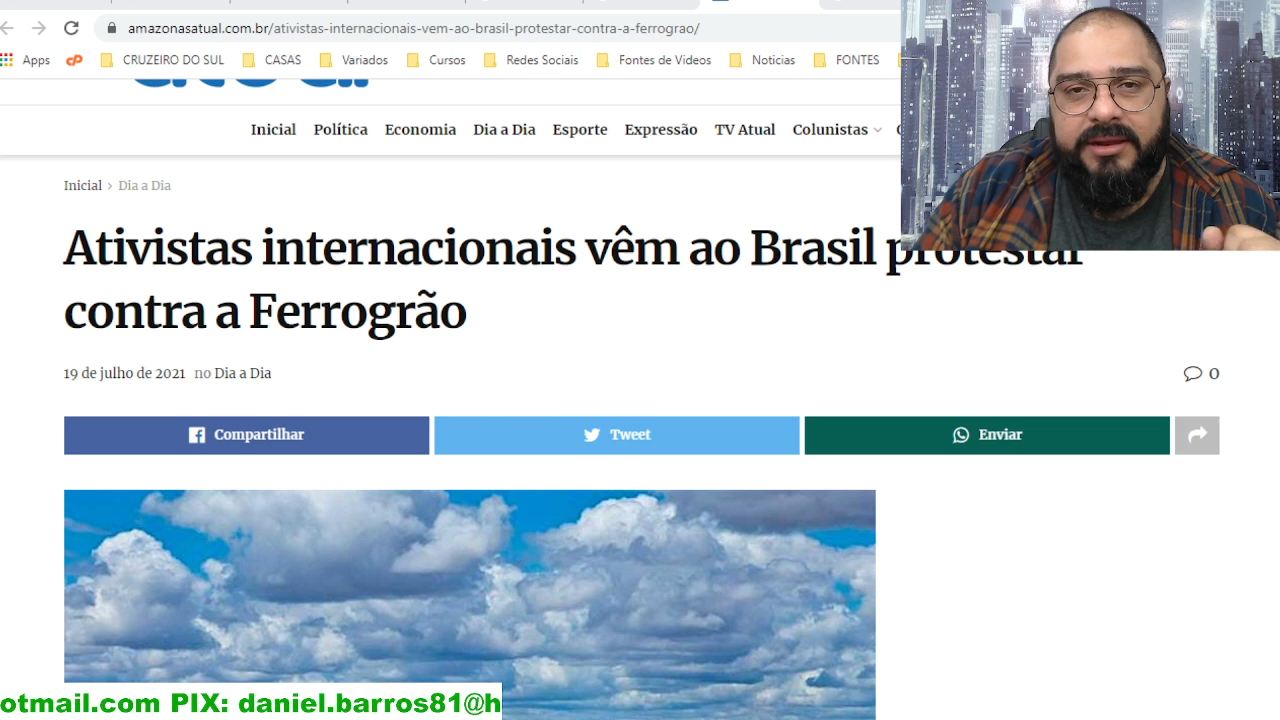 amazonasatual.com.br/ativistas-internacionais-vem-ao-brasil-protestar-contra-a-ferrograo/
Apps CRUZEIRO DO SUL CASAS Variados Cursos Redes Sociais Fontes de Videos Noticias FONTES
Inicial Política Economia Dia a Dia Esporte Expressão TV Atual Colunistas
Inicial > Dia a Dia
Ativistas internacionais vêm ao Brasil protestar
contra a Ferrogrão
19 de julho de 2021 no Dia a Dia
0
Compartilhar Tweet Enviar
otmail.com PIX: daniel.barros81@h